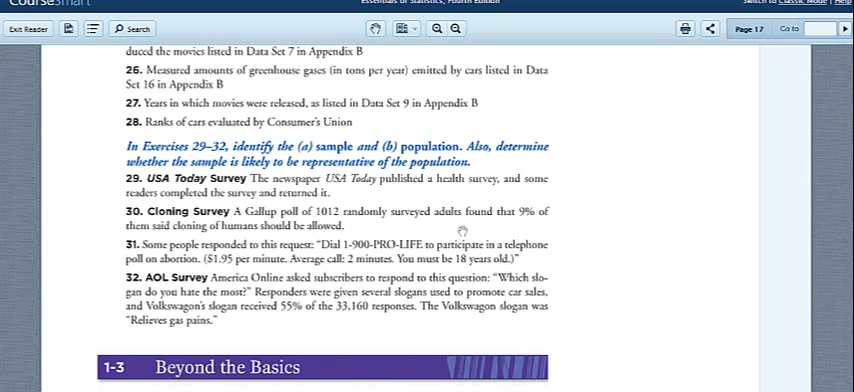 CourseSmart
Essentials of Statistics, Fourth Edition
Switch to Classic Mode | Help
Exit Reader
Search
Page 17
Go to
duced the movies listed in Data Set 7 in Appendix B
26. Measured amounts of greenhouse gases (in tons per year) emitted by cars listed in Data
Set 16 in Appendix B
27. Years in which movies were released, as listed in Data Set 9 in Appendix B
28. Ranks of cars evaluated by Consumer's Union
In Exercises 29–32, identify the (a) sample and (b) population. Also, determine
whether the sample is likely to be representative of the population.
29. USA Today Survey The newspaper USA Today published a health survey, and some
readers completed the survey and returned it.
30. Cloning Survey A Gallup poll of 1012 randomly surveyed adults found that 9% of
them said cloning of humans should be allowed.
31. Some people responded to this request: "Dial 1-900-PRO-LIFE to participate in a telephone
poll on abortion. ($1.95 per minute. Average call: 2 minutes. You must be 18 years old.)"
32. AOL Survey America Online asked subscribers to respond to this question: "Which slo-
gan do you hate the most?" Responders were given several slogans used to promote car sales,
and Volkswagon's slogan received 55% of the 33,160 responses. The Volkswagon slogan was
"Relieves gas pains."
1-3 Beyond the Basics